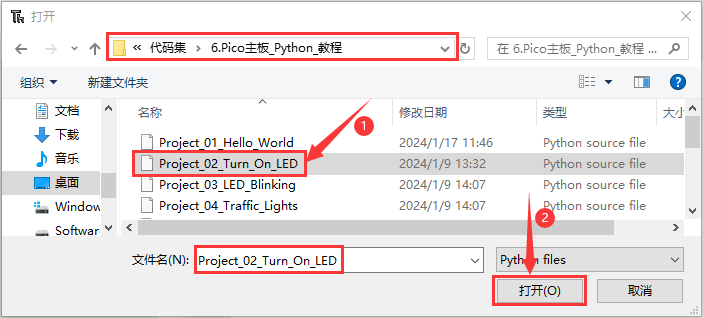 打开
« 代码集 › 6.Pico主板_Python_教程
在 6.Pico主板_Python_教程 ...
组织 新建文件夹
名称 修改日期 类型 大小
文档
下载
音乐
桌面
Window
Software
Project_01_Hello_World 2024/1/17 11:46 Python source file
Project_02_Turn_On_LED 2024/1/9 13:32 Python source file
Project_03_LED_Blinking 2024/1/9 14:07 Python source file
Project_04_Traffic_Lights 2024/1/9 14:07 Python source file
1
2
文件名(N): Project_02_Turn_On_LED Python files
打开(O) 取消